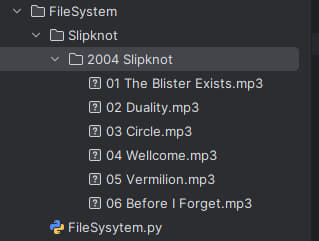 FileSystem
Slipknot
2004 Slipknot
01 The Blister Exists.mp3
02 Duality.mp3
03 Circle.mp3
04 Wellcome.mp3
05 Vermilion.mp3
06 Before I Forget.mp3
FileSysytem.py